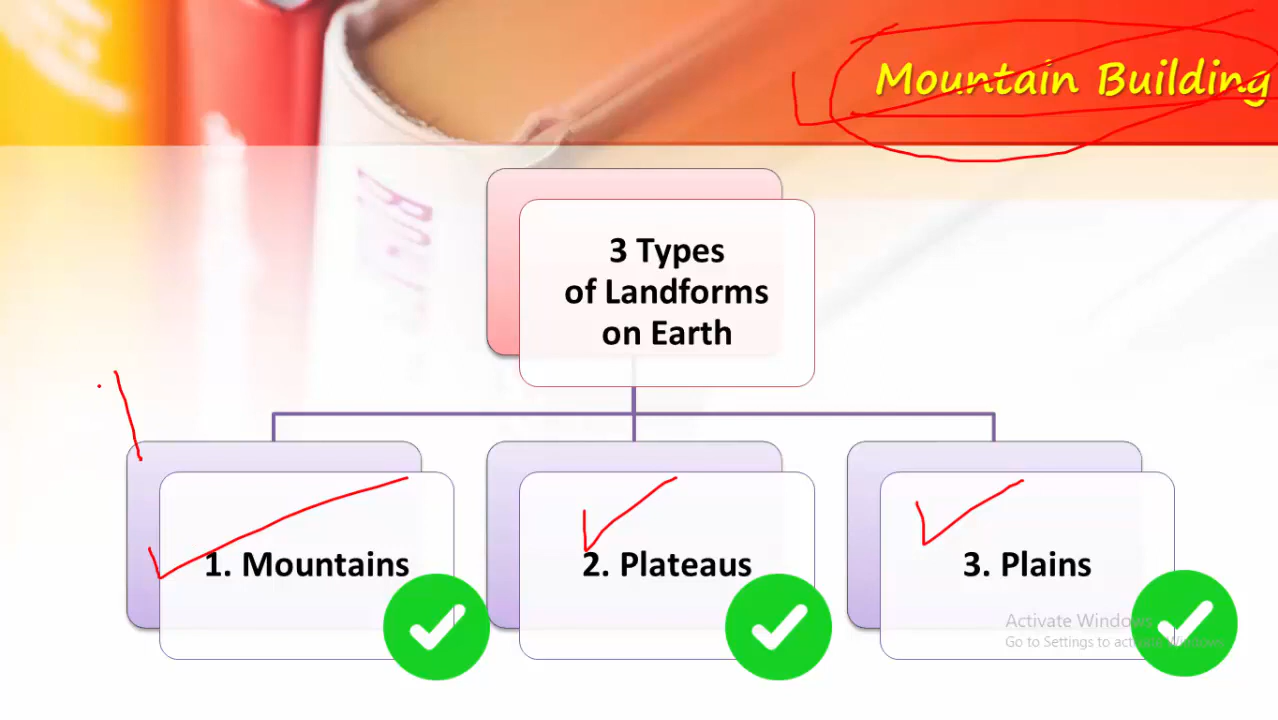 Mountain Building
3 Types
of Landforms
on Earth
1. Mountains
2. Plateaus
3. Plains
Activate Windows
Go to Settings to activate Windows.